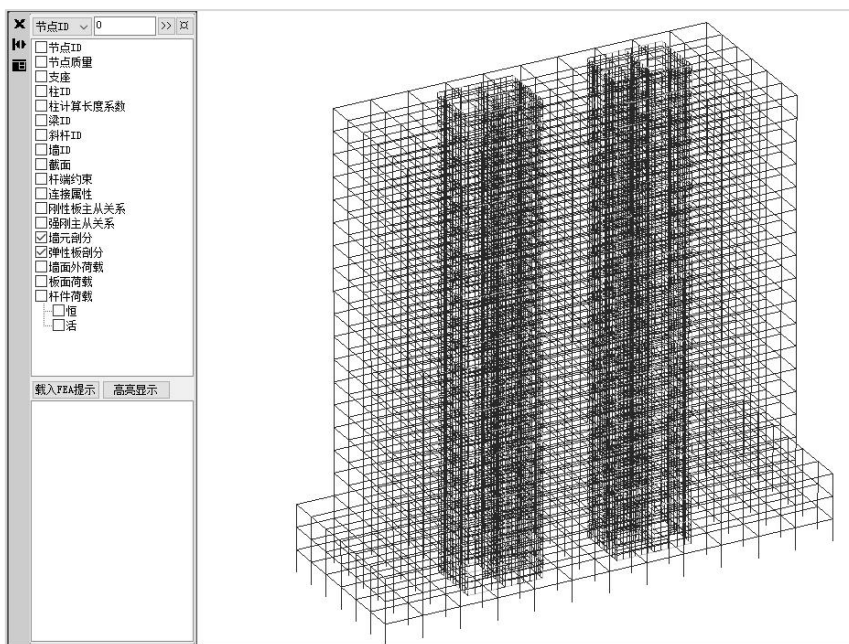 节点ID 0 >>
节点ID
节点质量
支座
柱ID
柱计算长度系数
梁ID
斜杆ID
墙ID
截面
杆端约束
连接属性
刚性板主从关系
强刚主从关系
墙元剖分
弹性板剖分
墙面外荷载
板面荷载
杆件荷载
恒
活
载入FEA提示 高亮显示